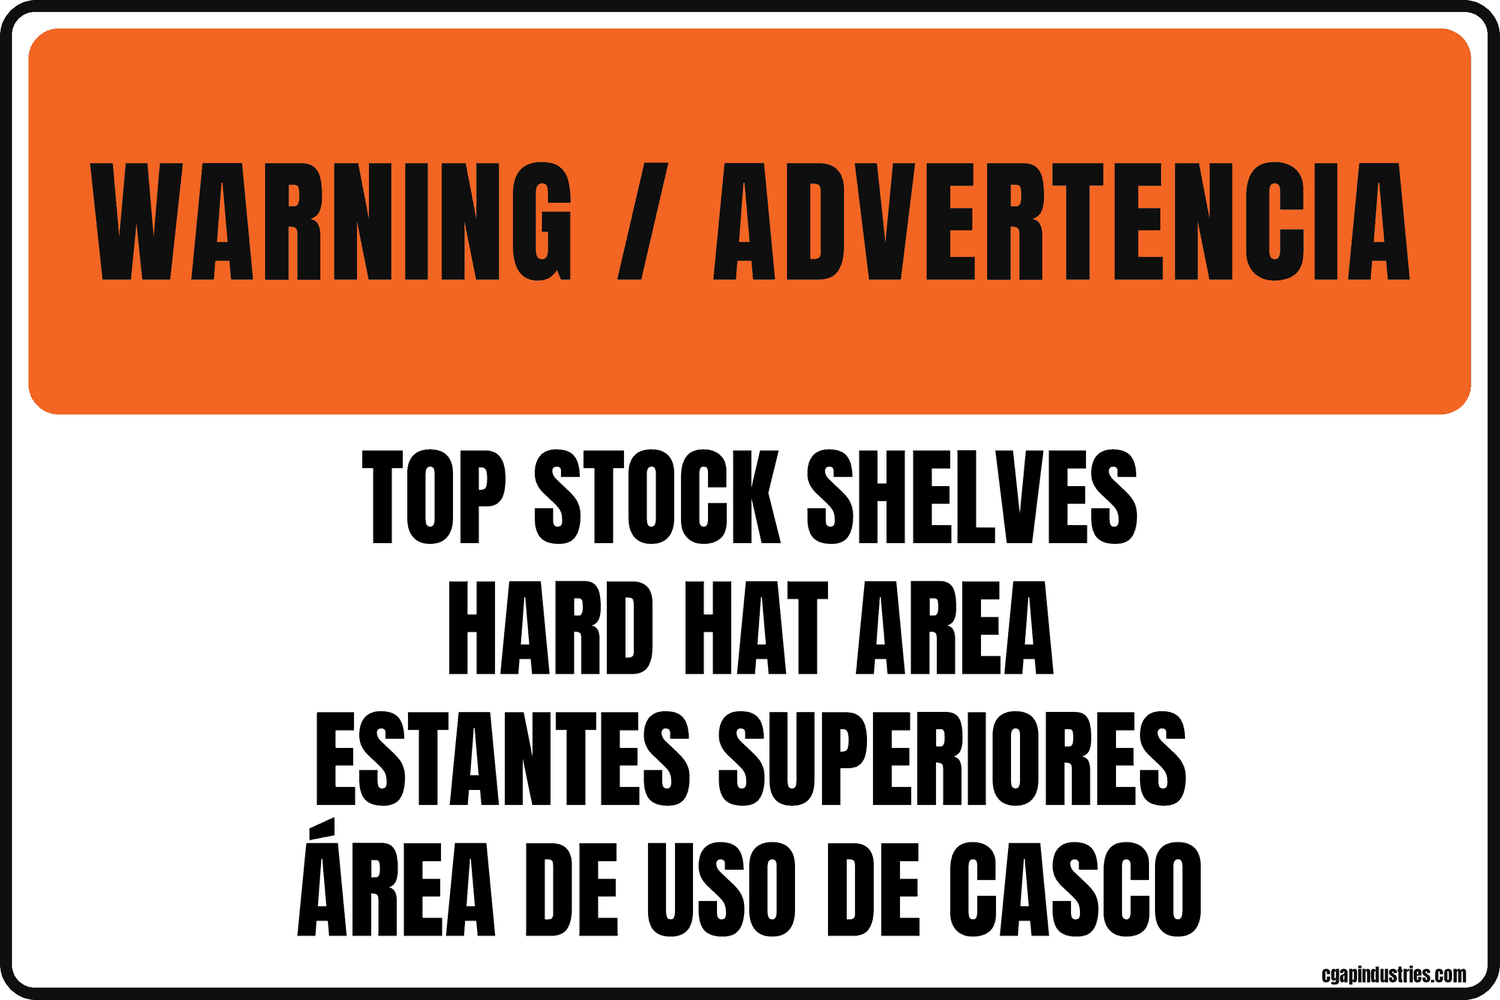 WARNING / ADVERTENCIA
TOP STOCK SHELVES
HARD HAT AREA
ESTANTES SUPERIORES
ÁREA DE USO DE CASCO
cgapindustries.com